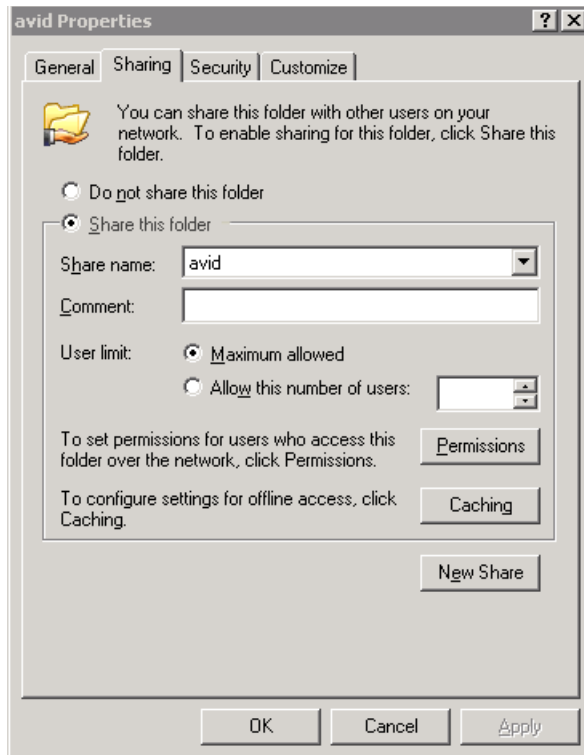 avid Properties
General Sharing Security Customize
You can share this folder with other users on your
network. To enable sharing for this folder, click Share this
folder.
Do not share this folder
Share this folder
Share name: avid
Comment:
User limit: Maximum allowed
Allow this number of users:
To set permissions for users who access this
folder over the network, click Permissions.
Permissions
To configure settings for offline access, click
Caching.
Caching
New Share
OK Cancel Apply